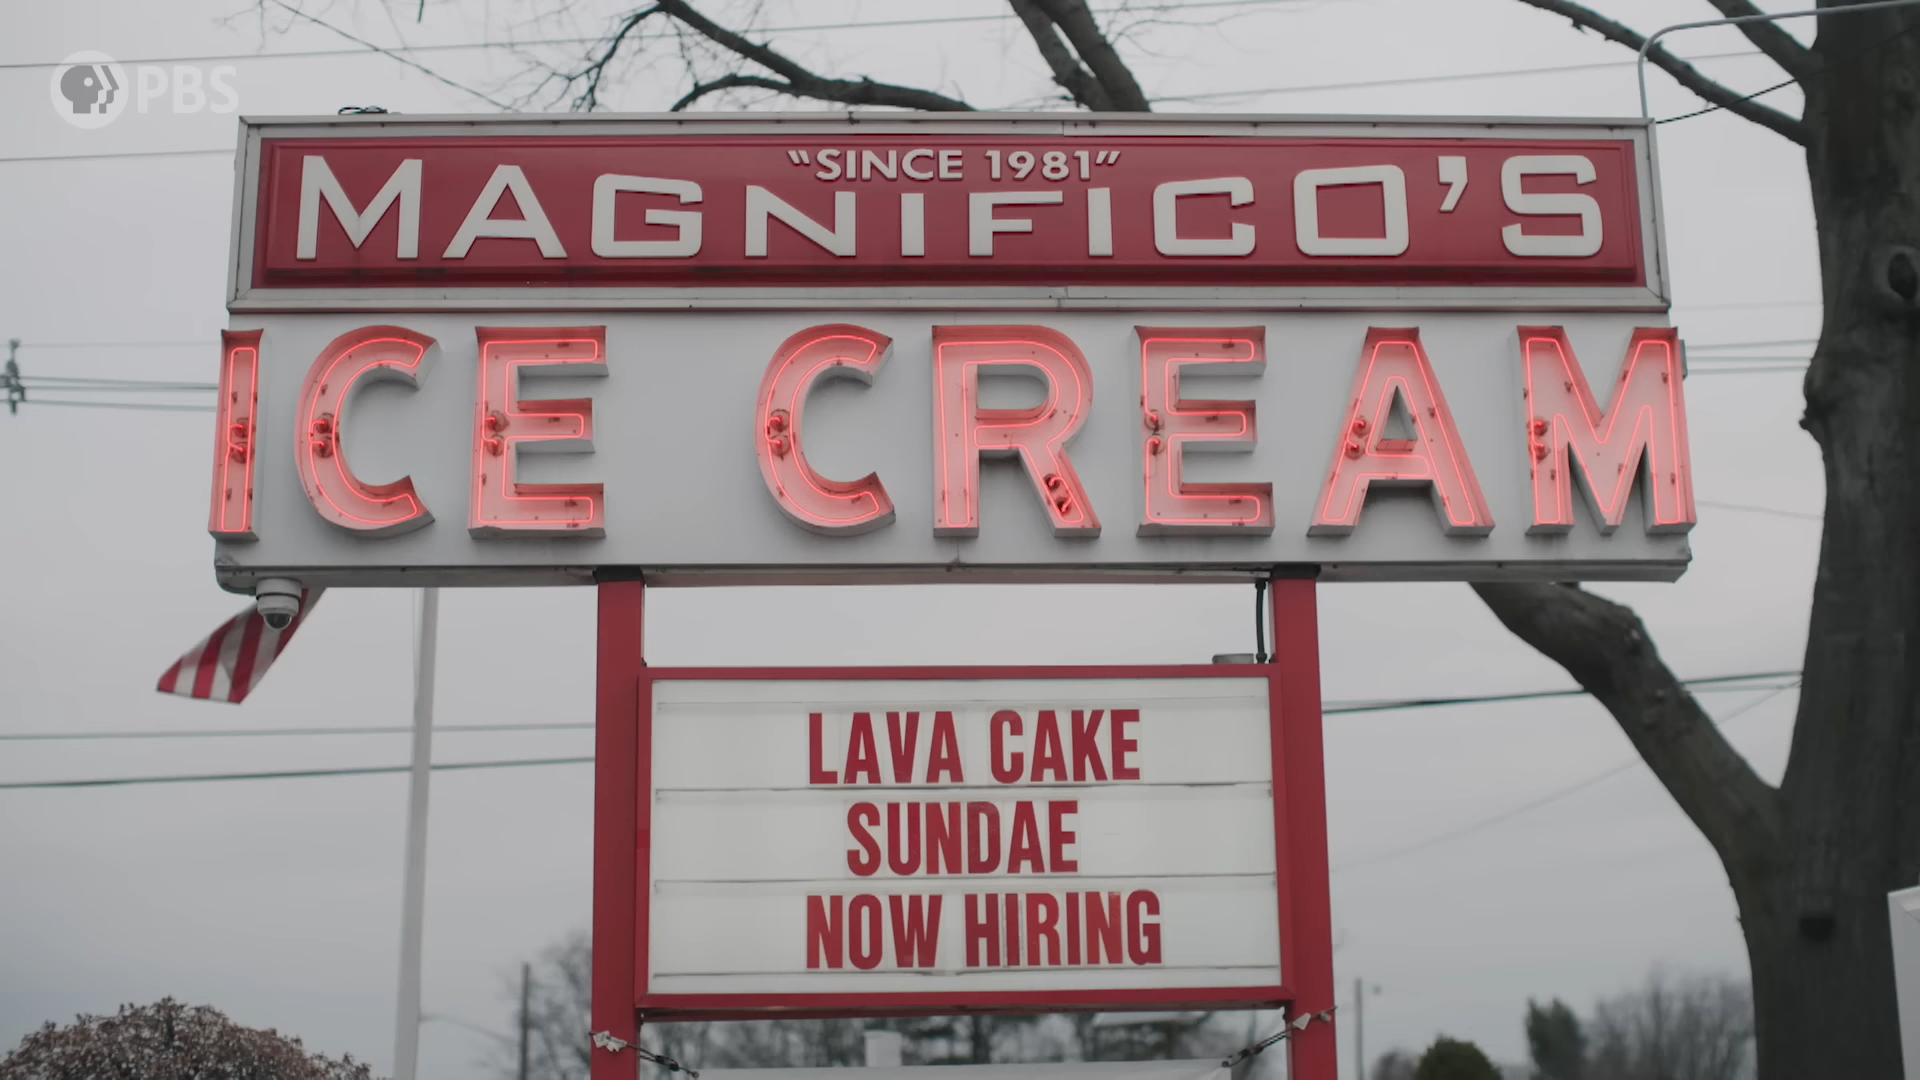 PBS
"SINCE 1981"
MAGNIFICO'S
ICE CREAM
LAVA CAKE
SUNDAE
NOW HIRING